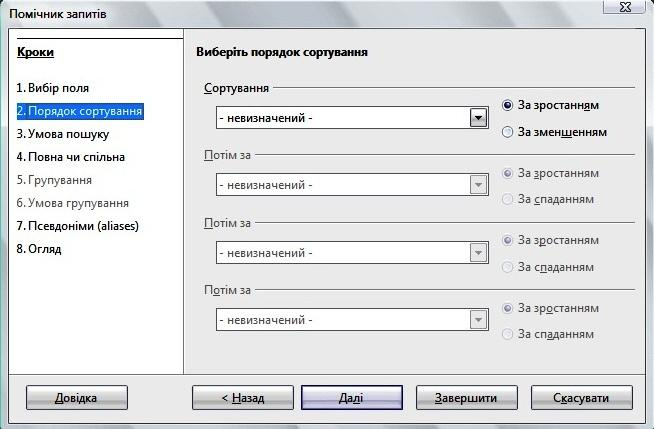 Помічник запитів
Кроки
1. Вибір поля
2. Порядок сортування
3. Умова пошуку
4. Повна чи спільна
5. Групування
6. Умова групування
7. Псевдоніми (aliases)
8. Огляд
Виберіть порядок сортування
Сортування
- невизначений -
За зростанням
За зменшенням
Потім за
- невизначений -
За зростанням
За спаданням
Потім за
- невизначений -
За зростанням
За спаданням
Потім за
- невизначений -
За зростанням
За спаданням
Довідка
< Назад
Далі
Завершити
Скасувати